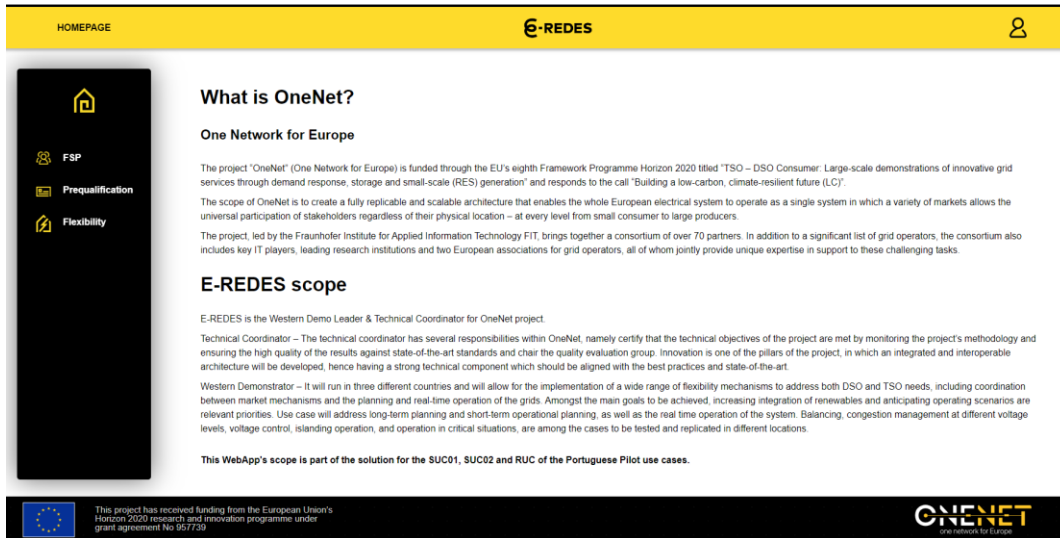 HOMEPAGE
E-REDES
What is OneNet?
One Network for Europe
FSP
Prequalification
Flexibility
The project "OneNet" (One Network for Europe) is funded through the EU's eighth Framework Programme Horizon 2020 titled "TSO – DSO Consumer: Large-scale demonstrations of innovative grid
services through demand response, storage and small-scale (RES) generation" and responds to the call "Building a low-carbon, climate-resilient future (LC)".
The scope of OneNet is to create a fully replicable and scalable architecture that enables the whole European electrical system to operate as a single system in which a variety of markets allows the
universal participation of stakeholders regardless of their physical location – at every level from small consumer to large producers.
The project, led by the Fraunhofer Institute for Applied Information Technology FIT, brings together a consortium of over 70 partners. In addition to a significant list of grid operators, the consortium also
includes key IT players, leading research institutions and two European associations for grid operators, all of whom jointly provide unique expertise in support to these challenging tasks.
E-REDES scope
E-REDES is the Western Demo Leader & Technical Coordinator for OneNet project.
Technical Coordinator – The technical coordinator has several responsibilities within OneNet, namely certify that the technical objectives of the project are met by monitoring the project's methodology and
ensuring the high quality of the results against state-of-the-art standards and chair the quality evaluation group. Innovation is one of the pillars of the project, in which an integrated and interoperable
architecture will be developed, hence having a strong technical component which should be aligned with the best practices and state-of-the-art.
Western Demonstrator – It will run in three different countries and will allow for the implementation of a wide range of flexibility mechanisms to address both DSO and TSO needs, including coordination
between market mechanisms and the planning and real-time operation of the grids. Amongst the main goals to be achieved, increasing integration of renewables and anticipating operating scenarios are
relevant priorities. Use case will address long-term planning and short-term operational planning, as well as the real time operation of the system. Balancing, congestion management at different voltage
levels, voltage control, islanding operation, and operation in critical situations, are among the cases to be tested and replicated in different locations.
This WebApp's scope is part of the solution for the SUC01, SUC02 and RUC of the Portuguese Pilot use cases.
This project has received funding from the European Union's
Horizon 2020 research and innovation programme under
grant agreement No 957739
ONENET
one network for Europe